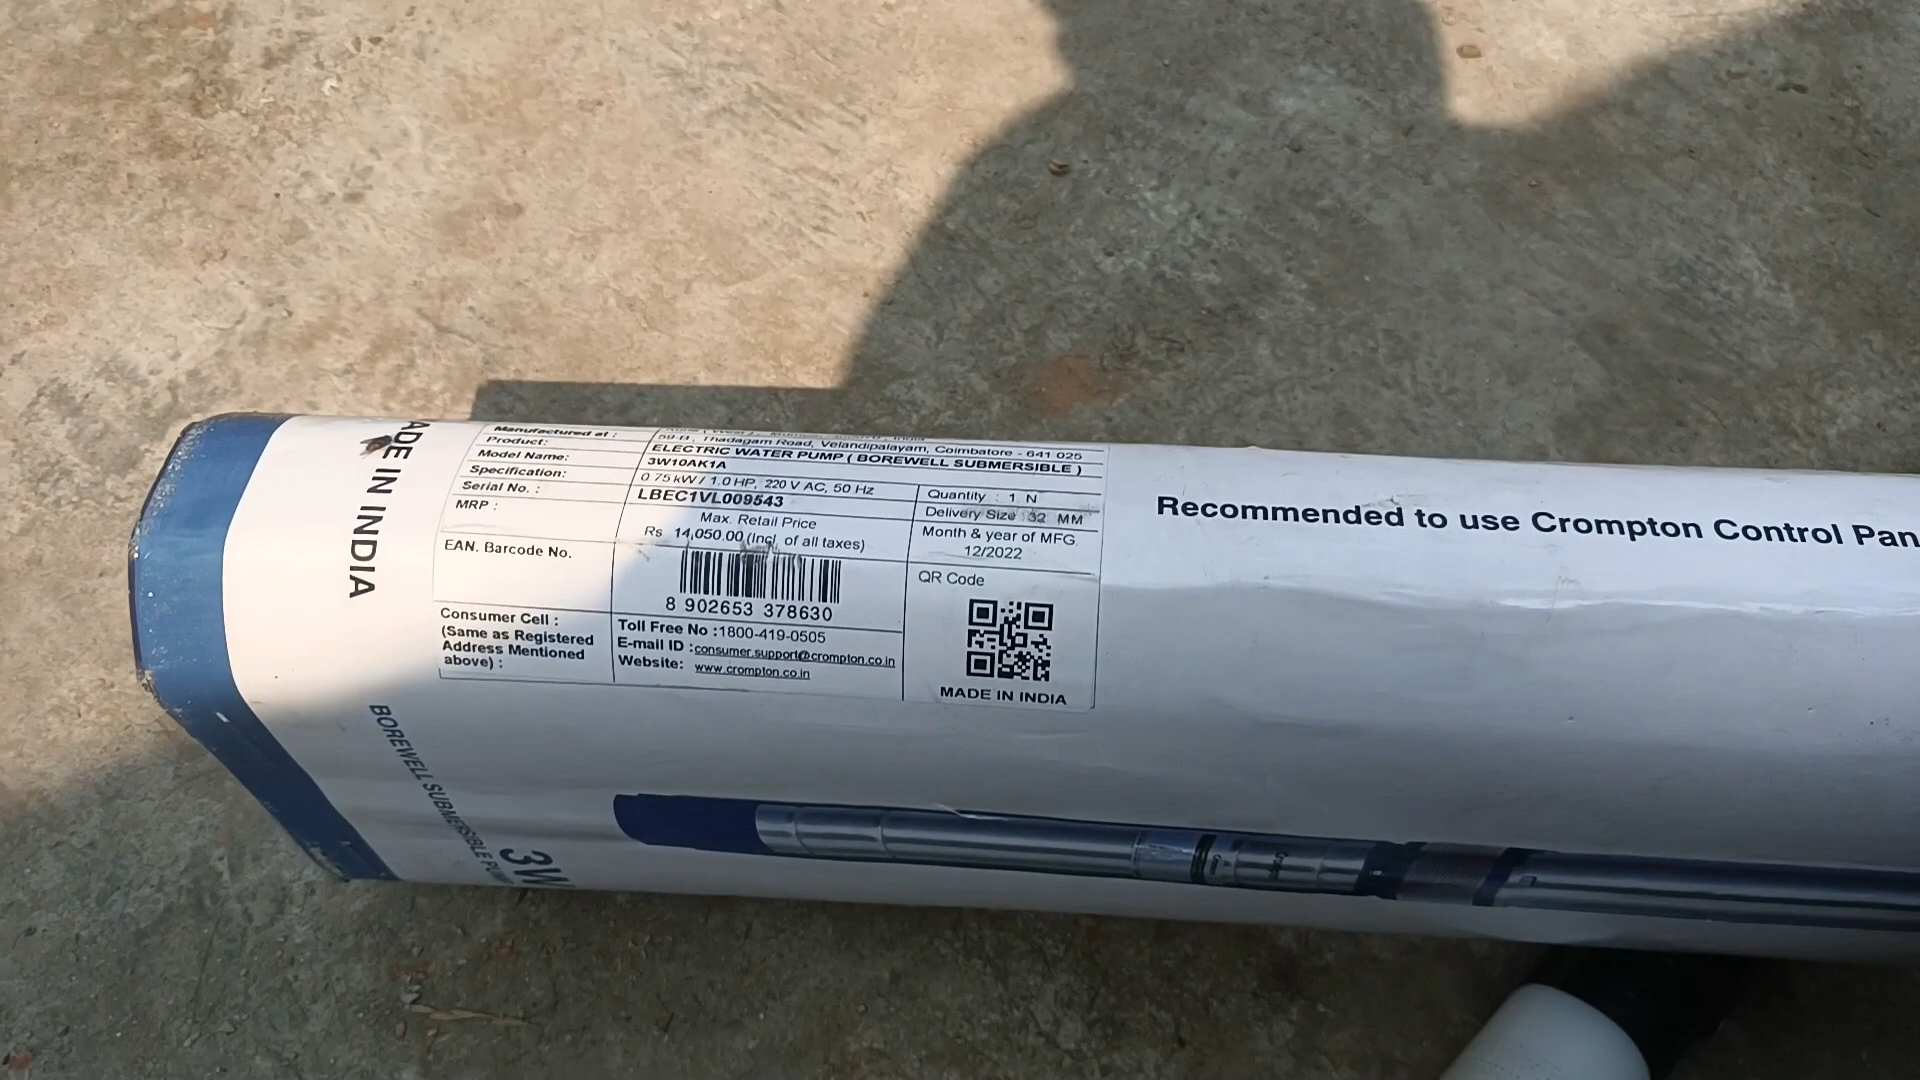 MADE IN INDIA
Manufactured at :
59-B, Thadagam Road, Velandipalayam, Coimbatore - 641 025
Product: ELECTRIC WATER PUMP ( BOREWELL SUBMERSIBLE )
Model Name: 3W10AK1A
Specification: 0.75 kW / 1.0 HP, 220 V AC, 50 Hz
Quantity : 1 N
Serial No. : LBEC1VL009543
Delivery Size : 32 MM
MRP : Max. Retail Price
Rs. 14,050.00 (Incl. of all taxes)
Month & year of MFG.
12/2022
EAN. Barcode No.
8 902653 378630
QR Code
MADE IN INDIA
Consumer Cell :
(Same as Registered
Address Mentioned
above) :
Toll Free No :1800-419-0505
E-mail ID :consumer.support@crompton.co.in
Website: www.crompton.co.in
Recommended to use Crompton Control Pan
BOREWELL SUBMERSIBLE
3W